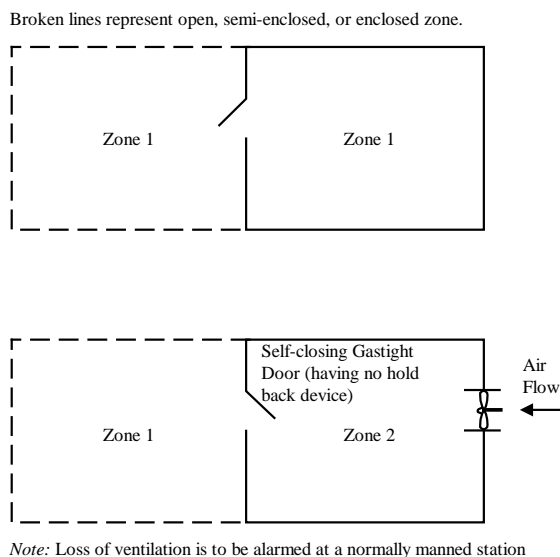 Broken lines represent open, semi-enclosed, or enclosed zone.
Zone 1
Zone 1
Self-closing Gastight
Door (having no hold
back device)
Air
Flow
Zone 1
Zone 2
Note: Loss of ventilation is to be alarmed at a normally manned station